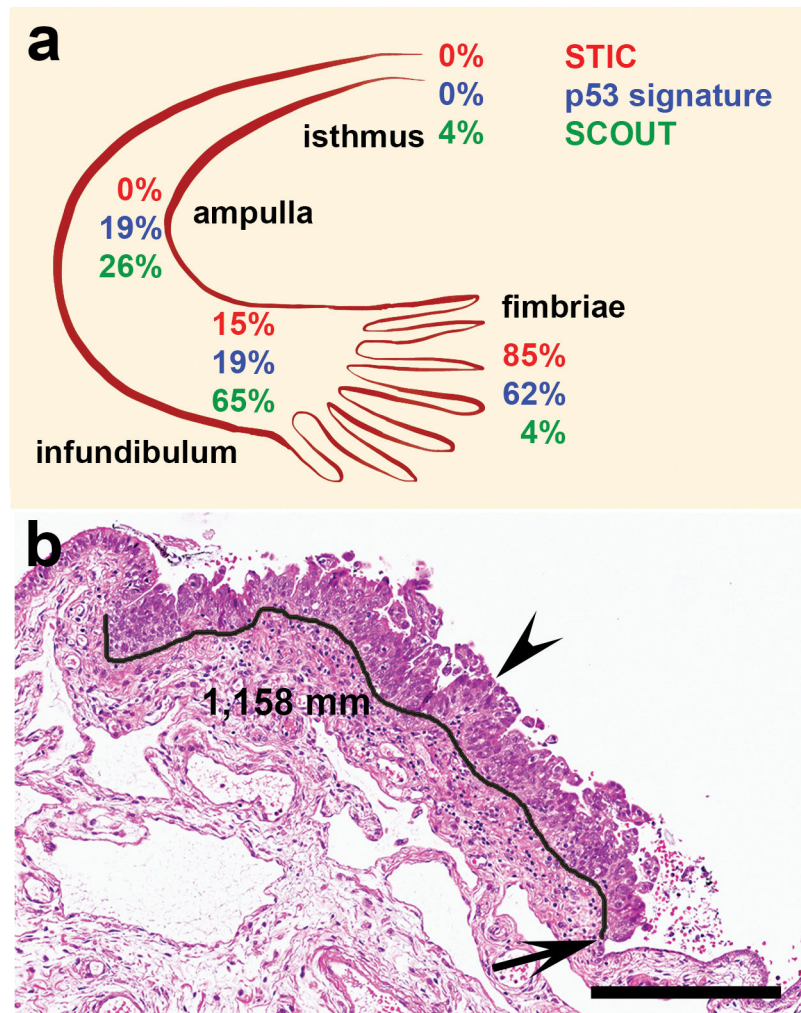 a
0% STIC
0% p53 signature
isthmus 4% SCOUT
0%
ampulla
19%
26%
fimbriae
15%
85%
19%
62%
65%
4%
infundibulum
b
1,158 mm